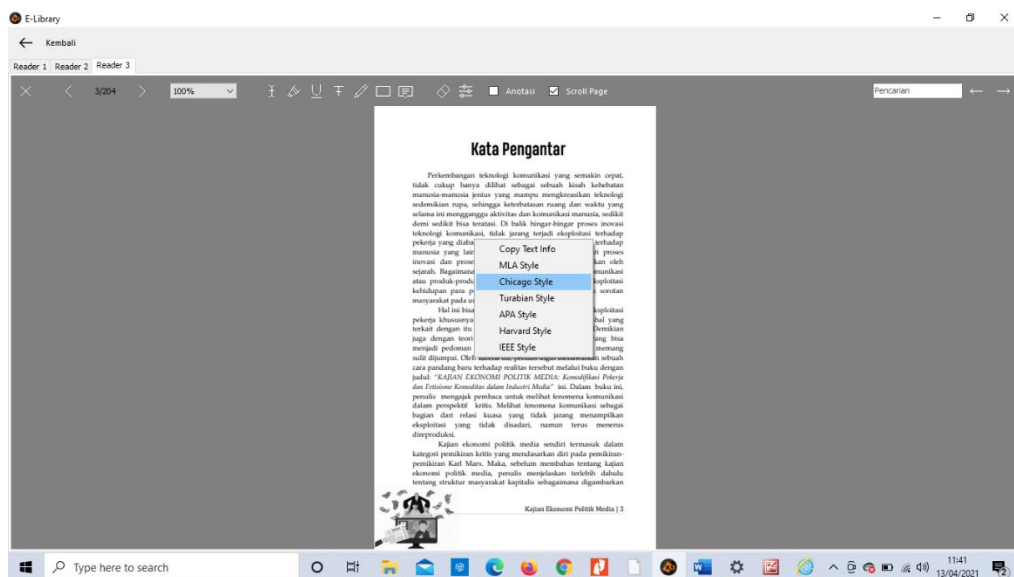 E-Library
Kembali
Reader 1 Reader 2 Reader 3
3/204 100% Anotasi Scroll Page Pencarian
Kata Pengantar
Perkembangan teknologi komunikasi yang semakin cepat,
tidak cukup hanya dilihat sebagai sebuah kisah kehebatan
manusia-manusia jenius yang mampu mengkreasikan teknologi
sedemikian rupa, sehingga keterbatasan ruang dan waktu yang
selama ini mengganggu aktivitas dan komunikasi manusia, sedikit
demi sedikit bisa teratasi. Di balik hingar-bingar proses inovasi
teknologi komunikasi, tidak jarang terjadi eksploitasi terhadap
pekerja yang terhadap
manusia yang proses
inovasi dan oleh
sejarah. Bagaimana
atau
kehidupan para sorotan
masyarakat pada
Hal ini bisa
pekerja khususnya yang
terkait dengan itu Demikian
juga dengan teori bisa
menjadi pedoman memang
sulit dijumpai. sebuah
cara pandang baru terhadap realitas tersebut melalui buku dengan
judul: "KAJIAN EKONOMI POLITIK MEDIA: Komodifikasi Pekerja
dan Fetisisme Komoditas dalam Industri Media" ini. Dalam buku ini,
penulis mengajak pembaca untuk melihat fenomena komunikasi
dalam perspektif kritis. Melihat fenomena komunikasi sebagai
bagian dari relasi kuasa yang tidak jarang menampilkan
eksploitasi yang tidak disadari, namun terus menerus
direproduksi.
Kajian ekonomi politik media sendiri termasuk dalam
kategori pemikiran kritis yang mendasarkan diri pada pemikiran-
pemikiran Karl Marx. Maka, sebelum membahas tentang kajian
ekonomi politik media, penulis menjelaskan terlebih dahulu
tentang struktur masyarakat kapitalis sebagaimana digambarkan
Kajian Ekonomi Politik Media | 3
Copy Text Info
MLA Style
Chicago Style
Turabian Style
APA Style
Harvard Style
IEEE Style
Type here to search
11:41
13/04/2021